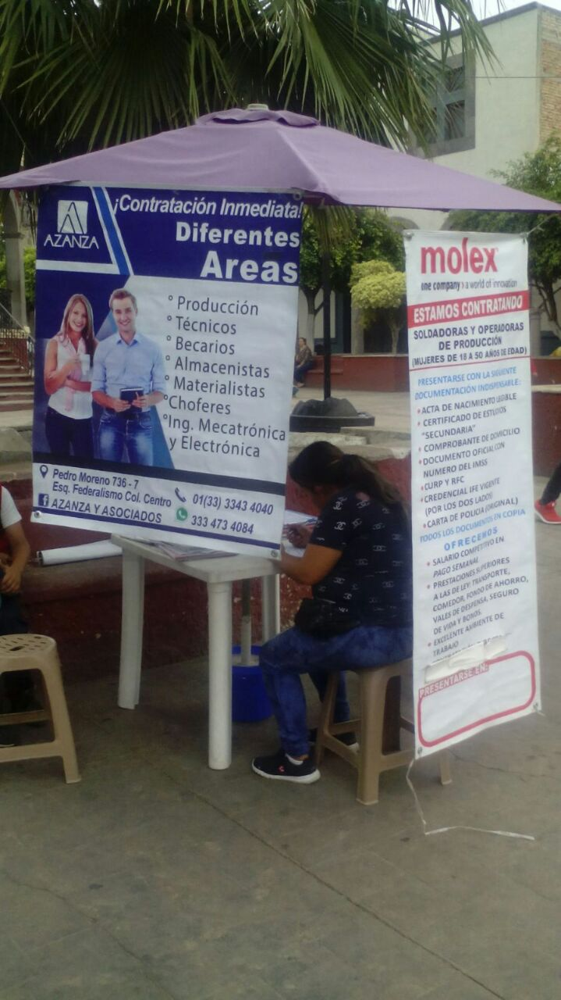 ¡Contratación Inmediata!
AZANZA
Diferentes
Areas
° Producción
° Técnicos
° Becarios
° Almacenistas
° Materialistas
°Choferes
°Ing. Mecatrónica
y Electrónica
Pedro Moreno 736 - 7
Esq. Federalismo Col. Centro
AZANZA Y ASOCIADOS
01(33) 3343 4040
333 473 4084
molex
one company > a world of innovation
ESTAMOS CONTRATANDO
SOLDADORAS Y OPERADORAS
DE PRODUCCIÓN
(MUJERES DE 18 A 50 AÑOS DE EDAD)
PRESENTARSE CON LA SIGUIENTE
DOCUMENTACIÓN INDISPENSABLE:
• ACTA DE NACIMIENTO LEGIBLE
• CERTIFICADO DE ESTUDIOS
"SECUNDARIA"
• COMPROBANTE DE DOMICILIO
• DOCUMENTO OFICIAL CON
NUMERO DEL IMSS
• CURP Y RFC
• CREDENCIAL IFE VIGENTE
(POR LOS DOS LADOS)
• CARTA DE POLICIA (ORIGINAL)
TODOS LOS DOCUMENTOS EN COPIA
OFRECEMOS
• SALARIO COMPETITIVO EN
PAGO SEMANAL
• PRESTACIONES SUPERIORES
A LAS DE LEY: TRANSPORTE,
COMEDOR, FONDO DE AHORRO,
VALES DE DESPENSA, SEGURO
DE VIDA Y BONOS.
• EXCELENTE AMBIENTE DE
TRABAJO
PRESENTARSE EN: